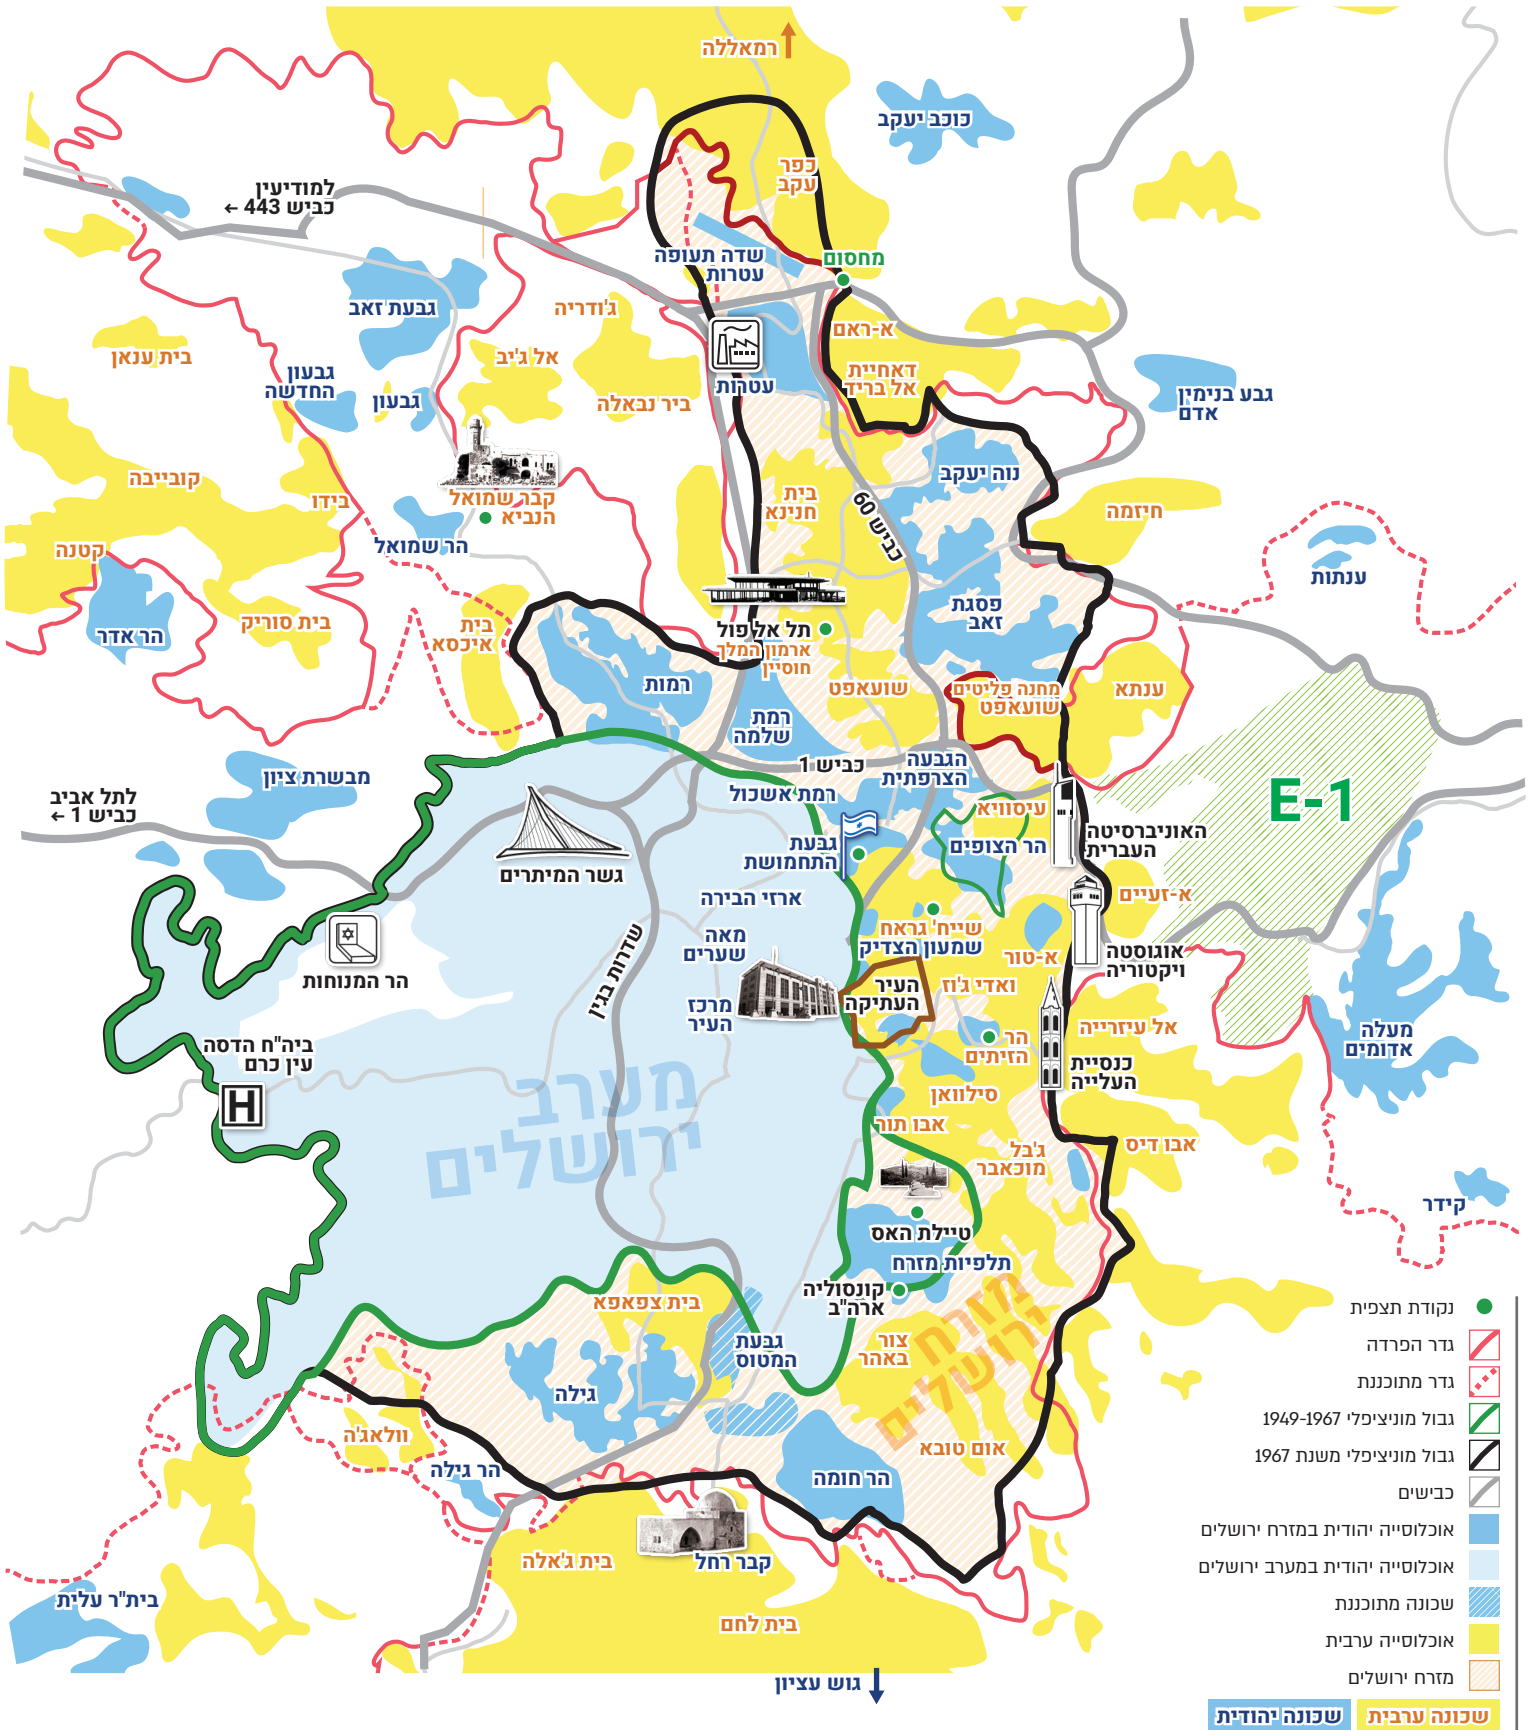 רמאללה
כוכב יעקב
כפר
עקב
למודיעין
כביש 443 ←
מחסום
שדה תעופה
עטרות
גבעת זאב
ג'ודריה
א-ראם
בית ענאן
אל ג'יב
דאחיית
אל בריד
גבעון
החדשה
גבעון
ביר נבאלה
עטרות
גבע בנימין
אדם
קובייבה
בידו
קבר שמואל
הנביא
בית
חנינא
כביש 60
נוה יעקב
חיזמה
קטנה
הר שמואל
ענתות
הר אדר
בית סוריק
בית
איכסא
תל אל פול
ארמון המלך
חוסיין
פסגת
זאב
רמות
שועאפט
מחנה פליטים
שועאפט
ענתא
רמת
שלמה
כביש 1
הגבעה
הצרפתית
מבשרת ציון
לתל אביב
כביש 1 ←
רמת אשכול
עיסוויא
E-1
גבעת
התחמושת
הר הצופים
האוניברסיטה
העברית
גשר המיתרים
ארזי הבירה
א-זעיים
שייח' גראח
שמעון הצדיק
מאה
שערים
א-טור
אוגוסטה
ויקטוריה
הר המנוחות
שדרות בגין
העיר
העתיקה
ואדי ג'וז
מרכז
העיר
אל עיזרייה
מעלה
אדומים
הר
הזיתים
ביה"ח הדסה
עין כרם
H
כנסיית
העלייה
מערב
ירושלים
סילוואן
אבו תור
אבו דיס
ג'בל
מוכאבר
קידר
טיילת האס
תלפיות מזרח
קונסוליה
ארה"ב
בית צפאפא
גבעת
המטוס
צור
באהר
מזרח
ירושלים
גילה
וולאג'ה
אום טובא
הר גילה
הר חומה
בית ג'אלה
קבר רחל
בית"ר עלית
בית לחם
גוש עציון
נקודת תצפית
גדר הפרדה
גדר מתוכננת
גבול מוניציפלי 1949-1967
גבול מוניציפלי משנת 1967
כבישים
אוכלוסייה יהודית במזרח ירושלים
אוכלוסייה יהודית במערב ירושלים
שכונה מתוכננת
אוכלוסייה ערבית
מזרח ירושלים
שכונה ערבית
שכונה יהודית